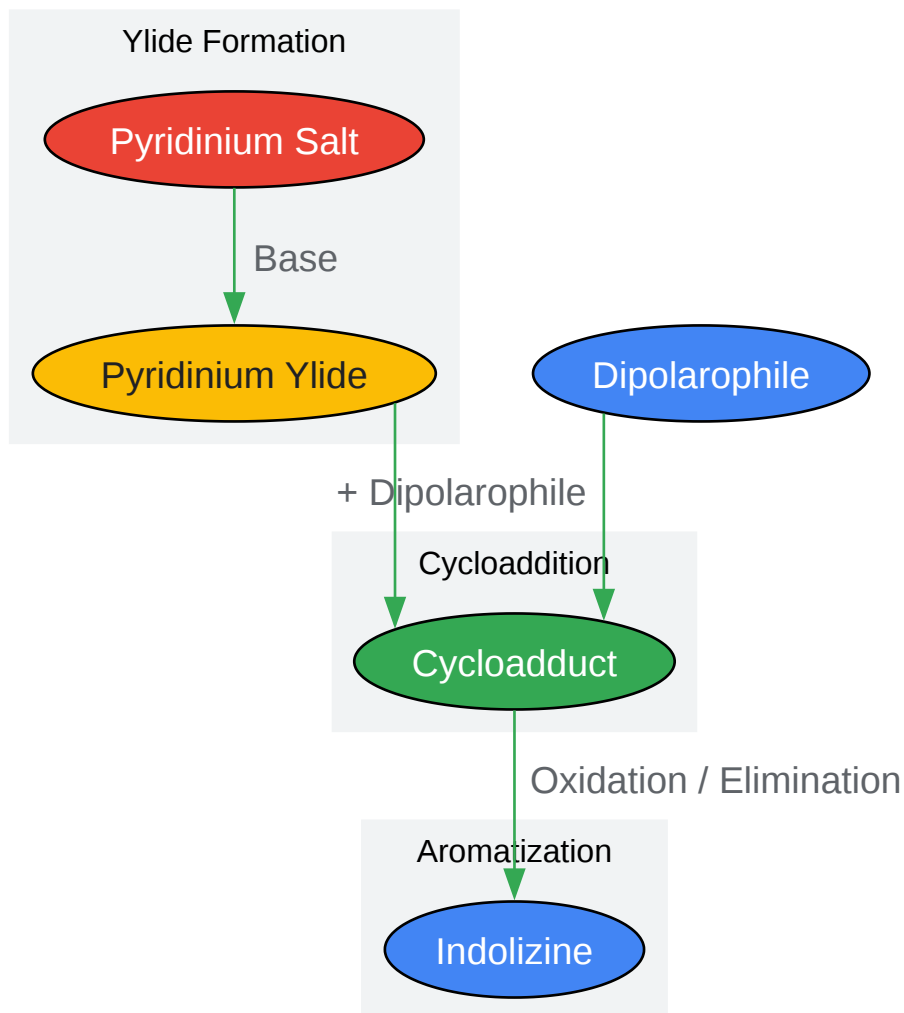 Ylide Formation
Pyridinium Salt
Base
Pyridinium Ylide
Dipolarophile
+ Dipolarophile
Cycloaddition
Cycloadduct
Oxidation / Elimination
Aromatization
Indolizine